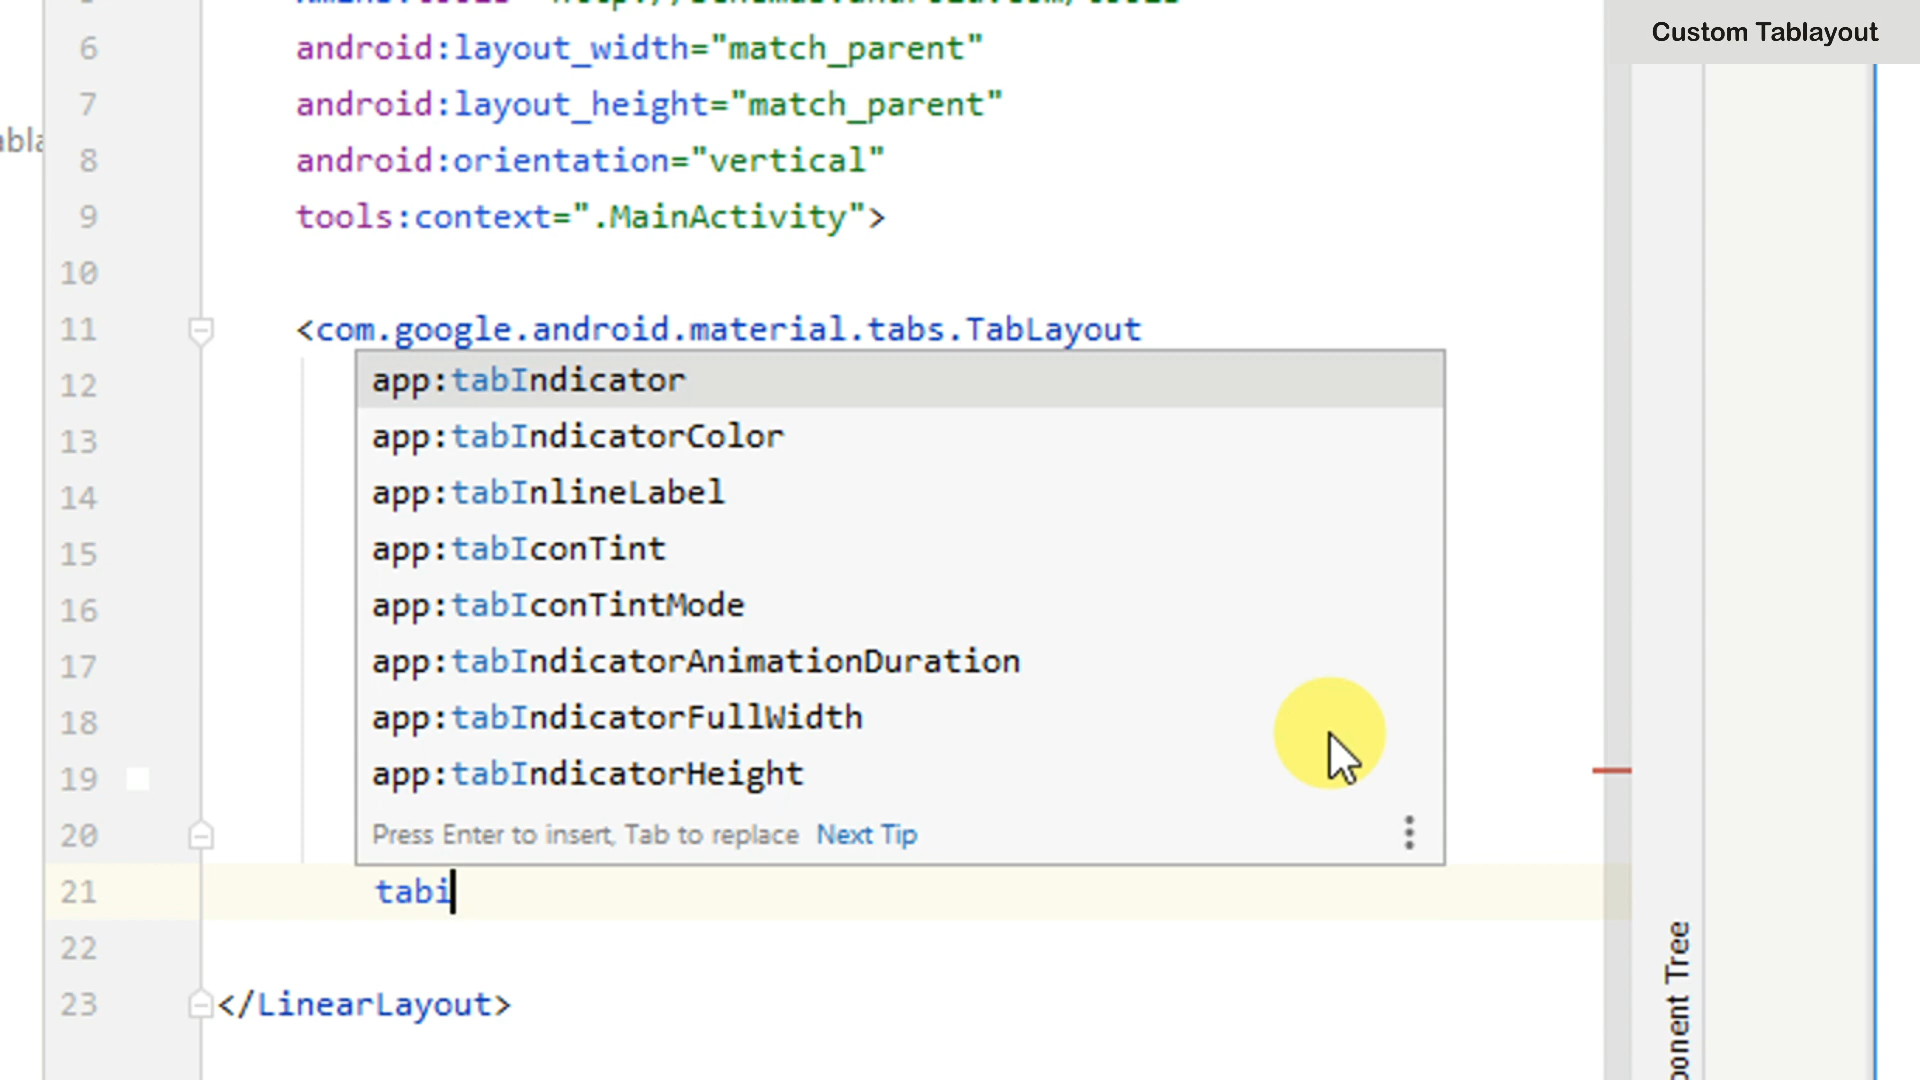 Custom Tablayout
6 android:layout_width="match_parent"
7 android:layout_height="match_parent"
8 android:orientation="vertical"
9 tools:context=".MainActivity">
10
11 <com.google.android.material.tabs.TabLayout
12 app:tabIndicator
13 app:tabIndicatorColor
14 app:tabInlineLabel
15 app:tabIconTint
16 app:tabIconTintMode
17 app:tabIndicatorAnimationDuration
18 app:tabIndicatorFullWidth
19 app:tabIndicatorHeight
20 Press Enter to insert, Tab to replace Next Tip
21 tabi
22
23 </LinearLayout>